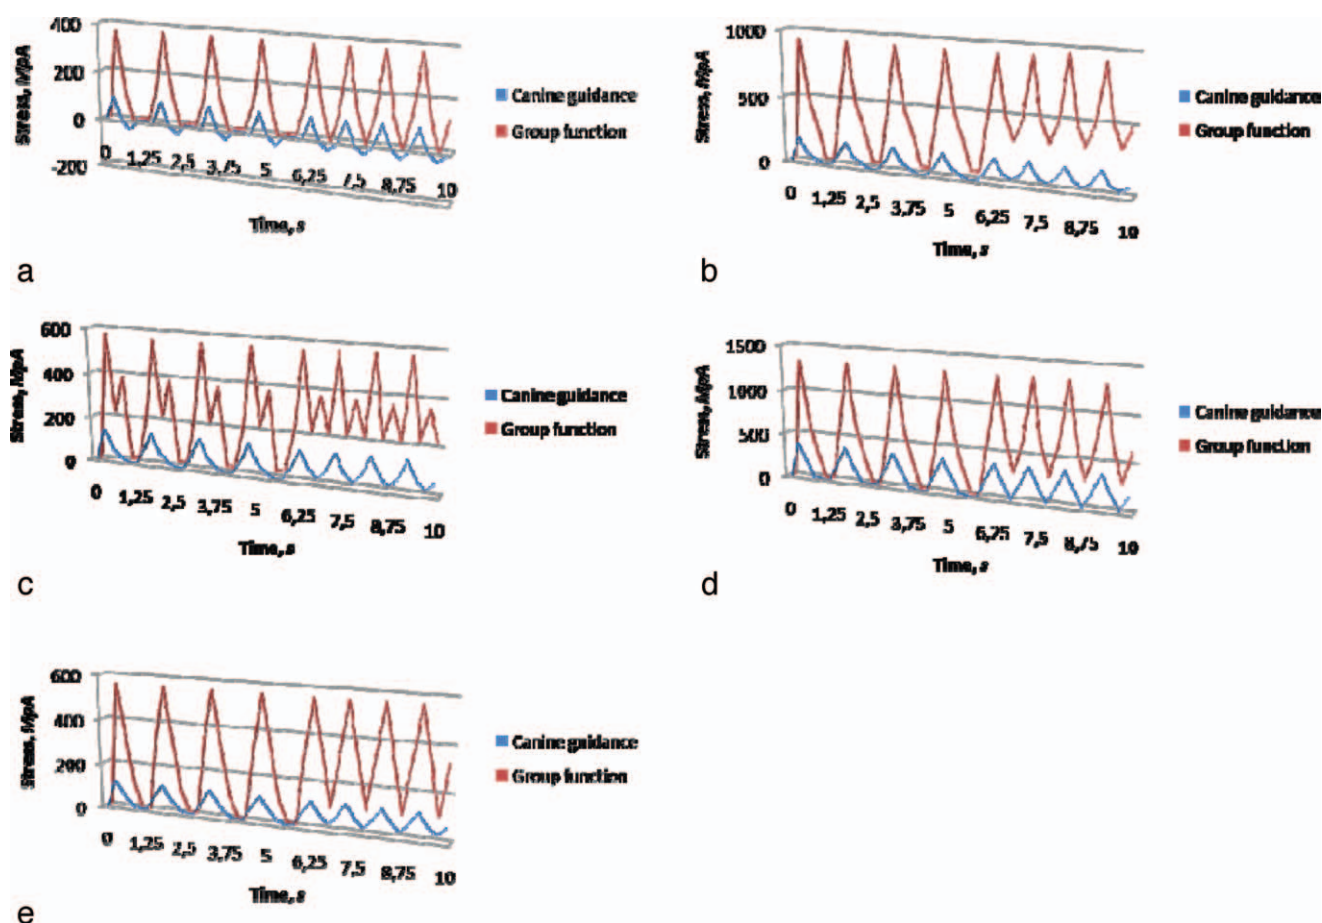 400
200
0
-200
Stress, MpA
0 1,25 2,5 3,75 5 6,25 7,5 8,75 10
Time, s
Canine guidance
Group function
a
1000
500
0
Stress, MpA
0 1,25 2,5 3,75 5 6,25 7,5 8,75 10
Time, s
Canine guidance
Group function
b
600
400
200
0
Stress, MpA
0 1,25 2,5 3,75 5 6,25 7,5 8,75 10
Time, s
Canine guidance
Group function
c
1500
1000
500
0
Stress, MpA
0 1,25 2,5 3,75 5 6,25 7,5 8,75 10
Time, s
Canine guidance
Group function
d
600
400
200
0
Stress, MpA
0 1,25 2,5 3,75 5 6,25 7,5 8,75 10
Time, s
Canine guidance
Group function
e